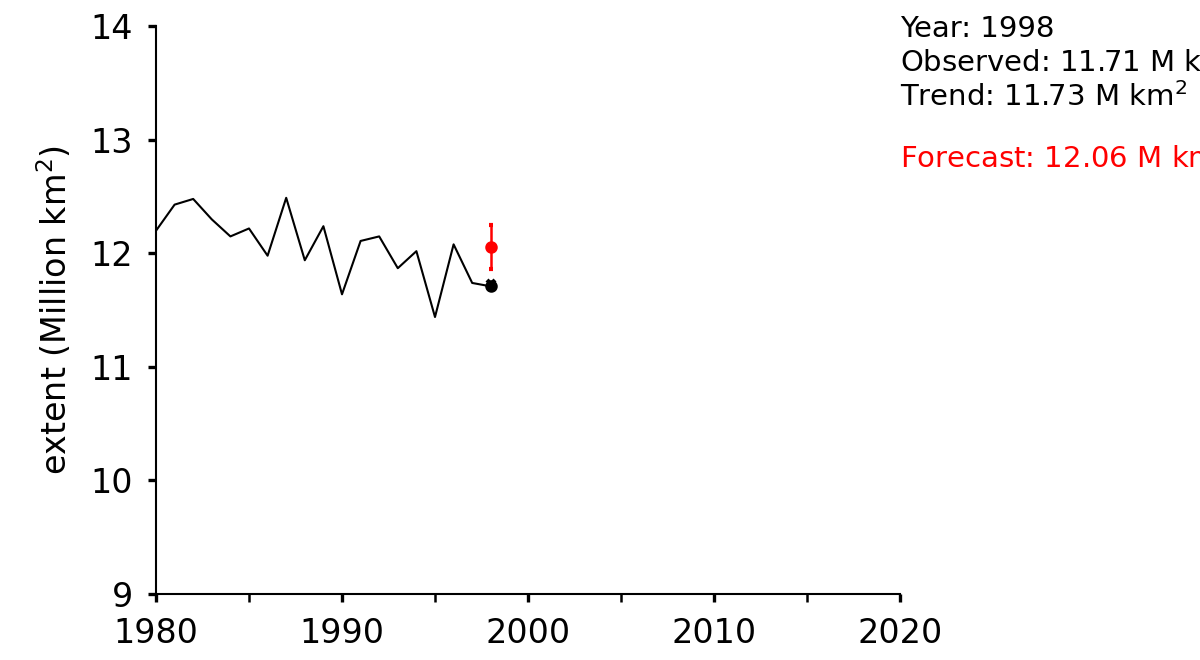 14
13
12
11
10
9
extent (Million km²)
1980
1990
2000
2010
2020
Year: 1998
Observed: 11.71 M
Trend: 11.73 M km²
Forecast: 12.06 M